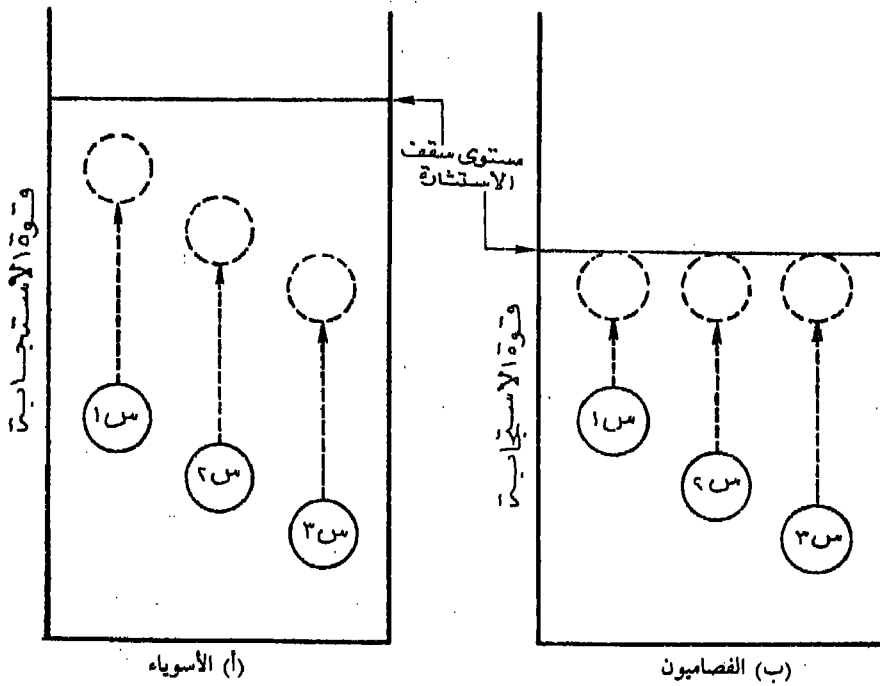 مستوى سقف
الاستثارة
قوة الاستجابة
س١
س٢
س٣
(أ) الأسوياء
قوة الاستجابة
س١
س٢
س٣
(ب) الفصاميون